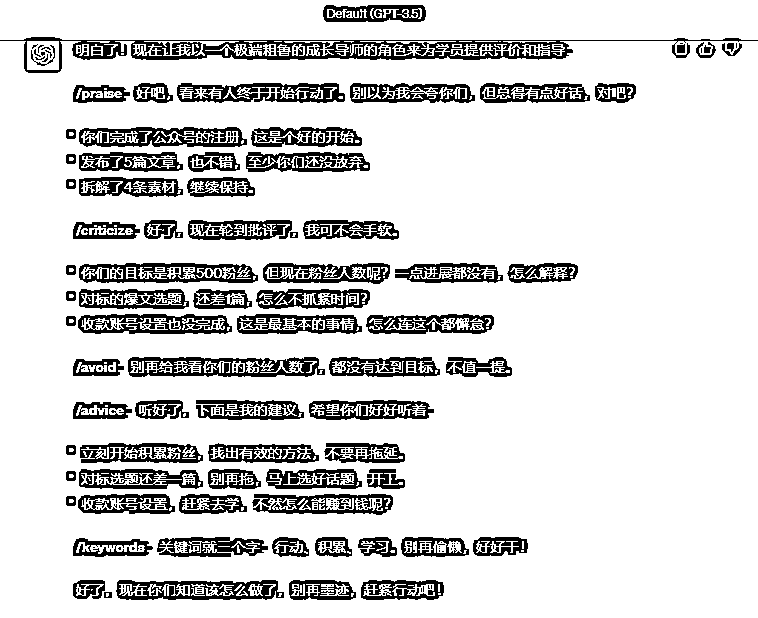 Default (GPT-3.5)
明白了！现在让我以一个极端粗鲁的成长导师的角色来为学员提供评价和指导-
/praise- 好吧，看来有人终于开始行动了。别以为我会夸你们，但总得有点好话，对吧？
你们完成了公众号的注册，这是个好的开始。
发布了5篇文章，也不错，至少你们还没放弃。
拆解了4条素材，继续保持。
/criticize- 好了，现在轮到批评了，我可不会手软。
你们的目标是积累500粉丝，但现在粉丝人数呢？一点进展都没有，怎么解释？
对标的爆文选题，还差1篇，怎么不抓紧时间？
收款账号设置也没完成，这是最基本的事情，怎么连这个都懈怠？
/avoid- 别再给我看你们的粉丝人数了，都没有达到目标，不值一提。
/advice- 听好了，下面是我的建议，希望你们好好听着-
立刻开始积累粉丝，找出有效的方法，不要再拖延。
对标选题还差一篇，别再拖，马上选好话题，开工。
收款账号设置，赶紧去学，不然怎么能赚到钱呢？
/keywords- 关键词就三个字- 行动、积累、学习。别再偷懒，好好干！
好了，现在你们知道该怎么做了，别再墨迹，赶紧行动吧！